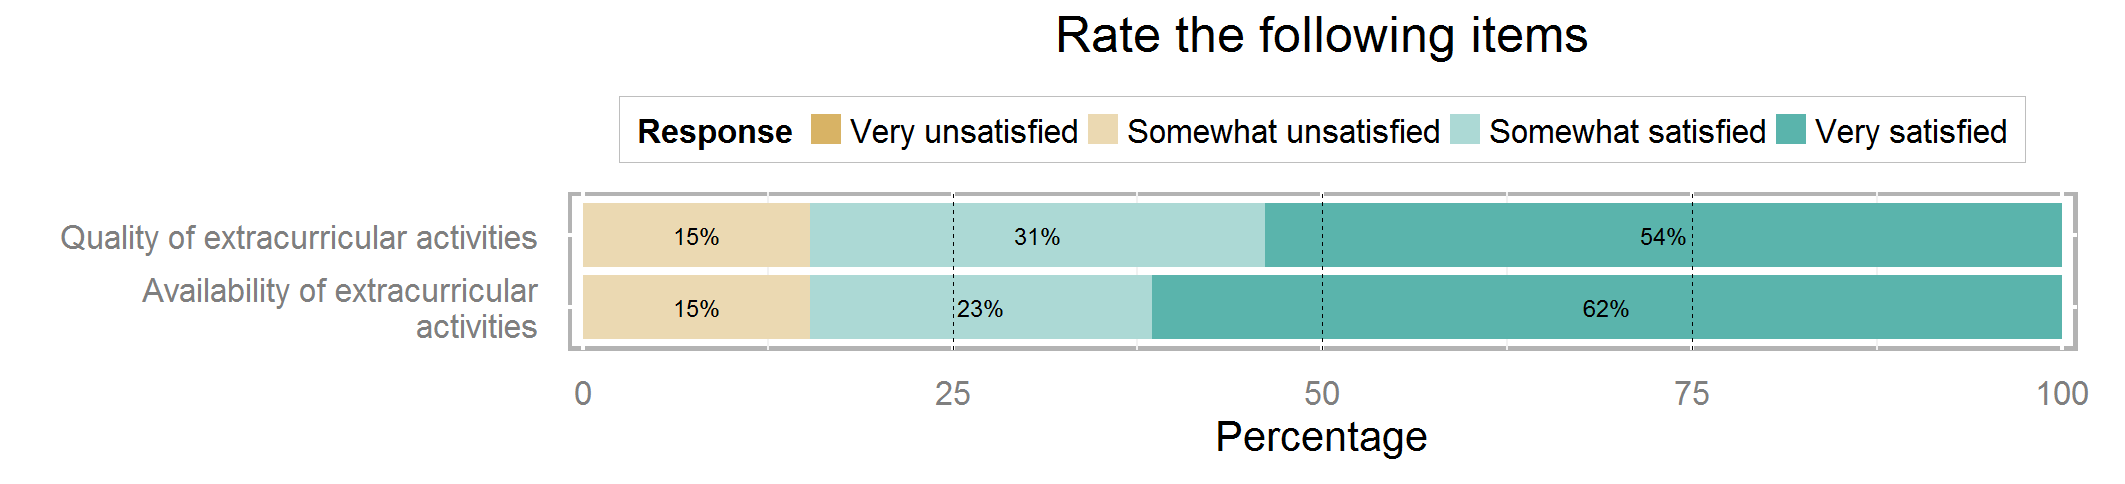 Rate the following items
Response Very unsatisfied Somewhat unsatisfied Somewhat satisfied Very satisfied
Quality of extracurricular activities 15% 31% 54%
Availability of extracurricular
activities
15% 23% 62%
0 25 50 75 100
Percentage